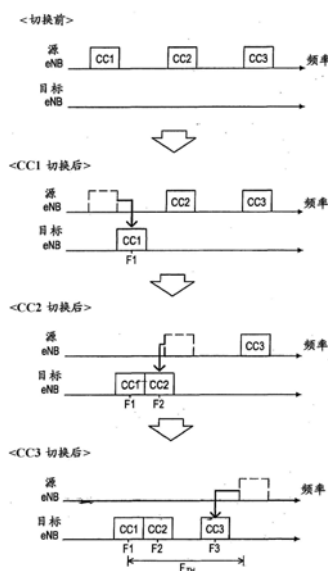 <切换前>
源
eNB
CC1
CC2
CC3
频率
目标
eNB
<CC1 切换后>
源
eNB
CC2
CC3
频率
目标
eNB
CC1
F1
<CC2 切换后>
源
eNB
CC3
频率
目标
eNB
CC1
CC2
F1
F2
<CC3 切换后>
源
eNB
频率
目标
eNB
CC1
CC2
CC3
F1
F2
F3
FTH